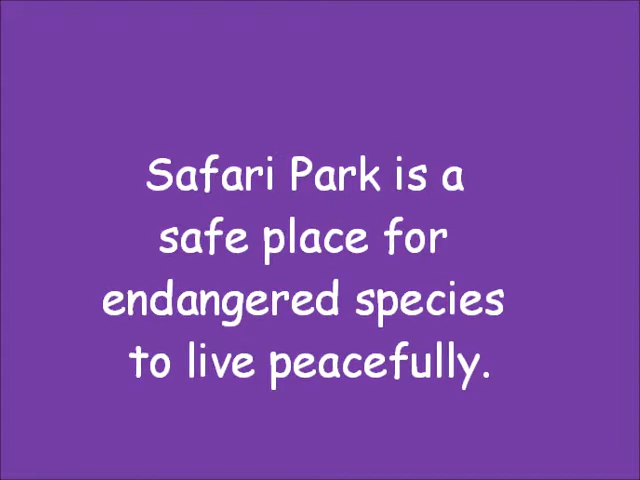 Safari Park is a
safe place for
endangered species
to live peacefully.